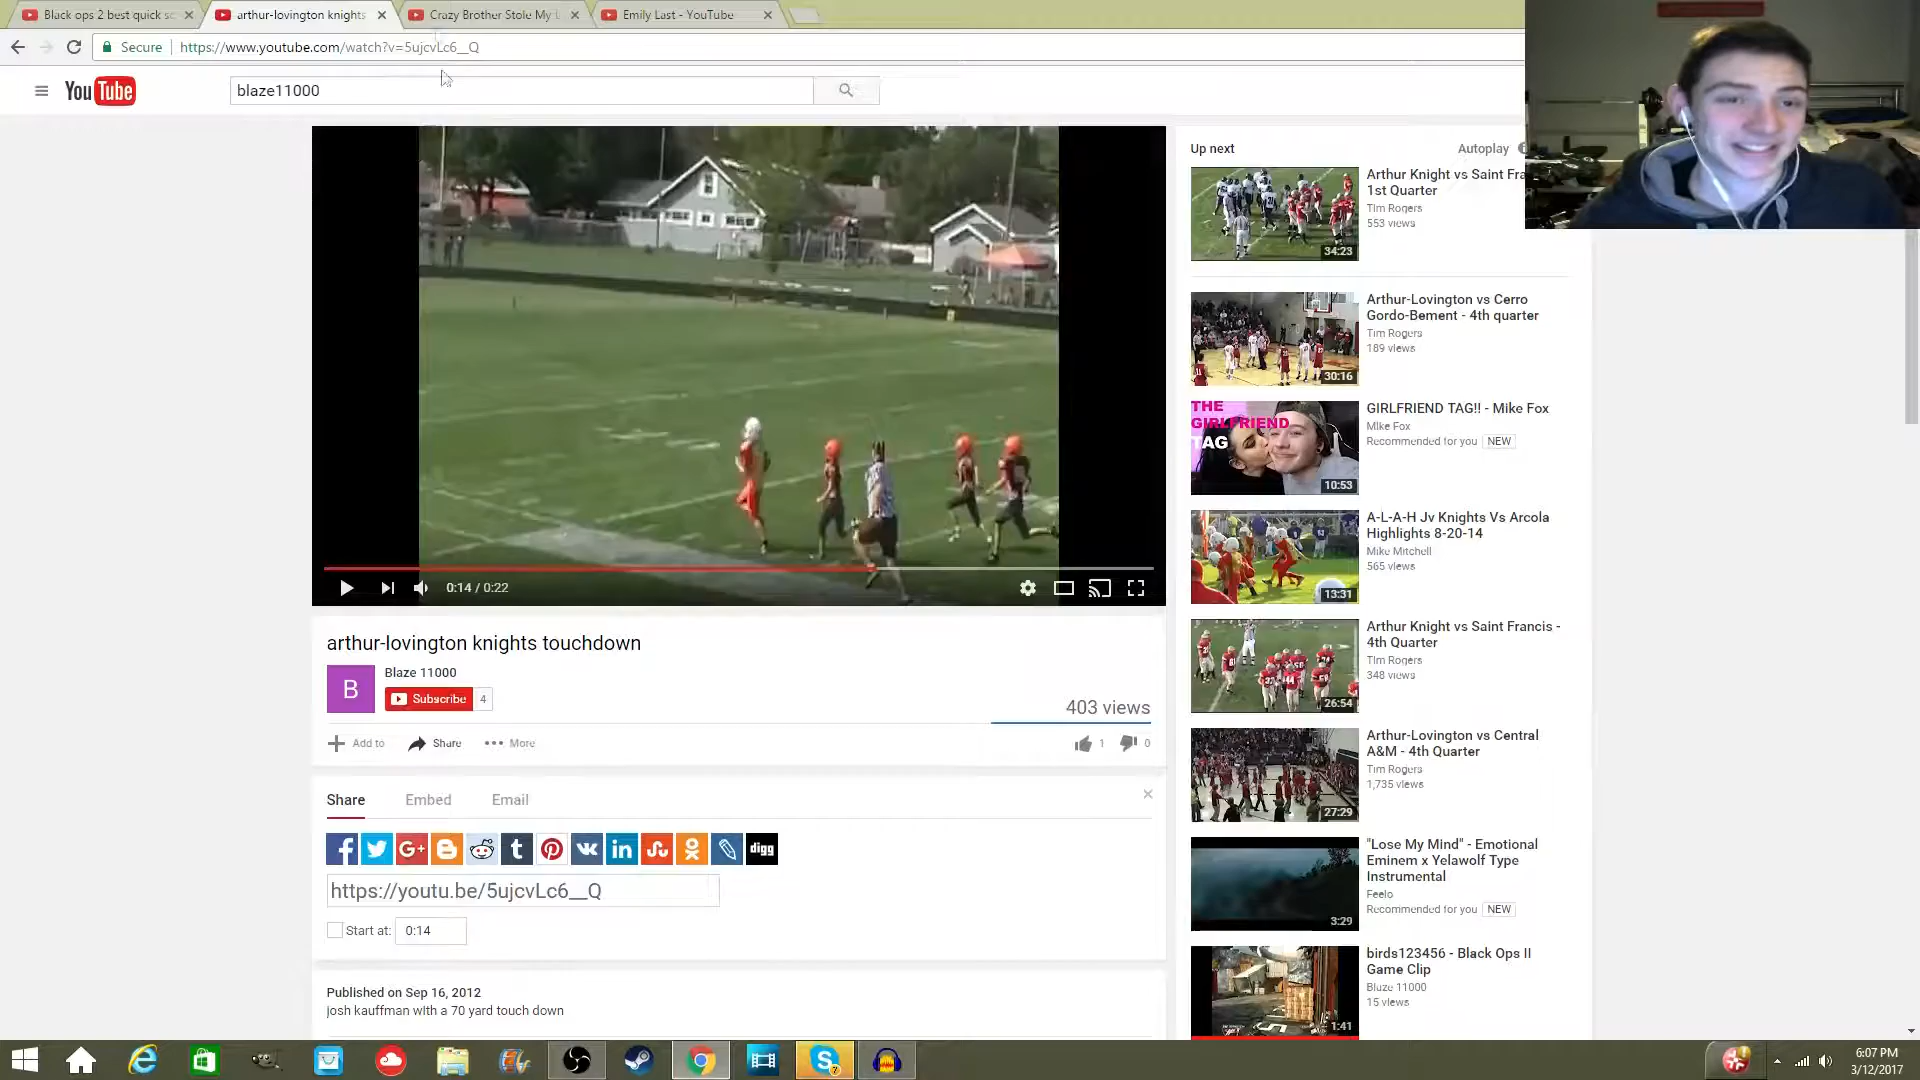 Black ops 2 best quick sc
arthur-lovington knights
Crazy Brother Stole My L
Emily Last - YouTube
Secure
https://www.youtube.com/watch?v=5ujcvLc6__Q
YouTube
blaze11000
0:14 / 0:22
arthur-lovington knights touchdown
B
Blaze 11000
Subscribe 4
403 views
Add to
Share
More
1
0
Share
Embed
Email
digg
https://youtu.be/5ujcvLc6__Q
Start at:
0:14
Published on Sep 16, 2012
josh kauffman with a 70 yard touch down
Up next
Autoplay
34:23
Arthur Knight vs Saint Fra
1st Quarter
Tim Rogers
553 views
30:16
Arthur-Lovington vs Cerro
Gordo-Bement - 4th quarter
Tim Rogers
189 views
THE
GIRLFRIEND
TAG
10:53
GIRLFRIEND TAG!! - Mike Fox
Mike Fox
Recommended for you NEW
13:31
A-L-A-H Jv Knights Vs Arcola
Highlights 8-20-14
Mike Mitchell
565 views
26:54
Arthur Knight vs Saint Francis -
4th Quarter
Tim Rogers
348 views
27:29
Arthur-Lovington vs Central
A&M - 4th Quarter
Tim Rogers
1,735 views
3:29
"Lose My Mind" - Emotional
Eminem x Yelawolf Type
Instrumental
Feelo
Recommended for you NEW
1:41
birds123456 - Black Ops II
Game Clip
Blaze 11000
15 views
6:07 PM
3/12/2017